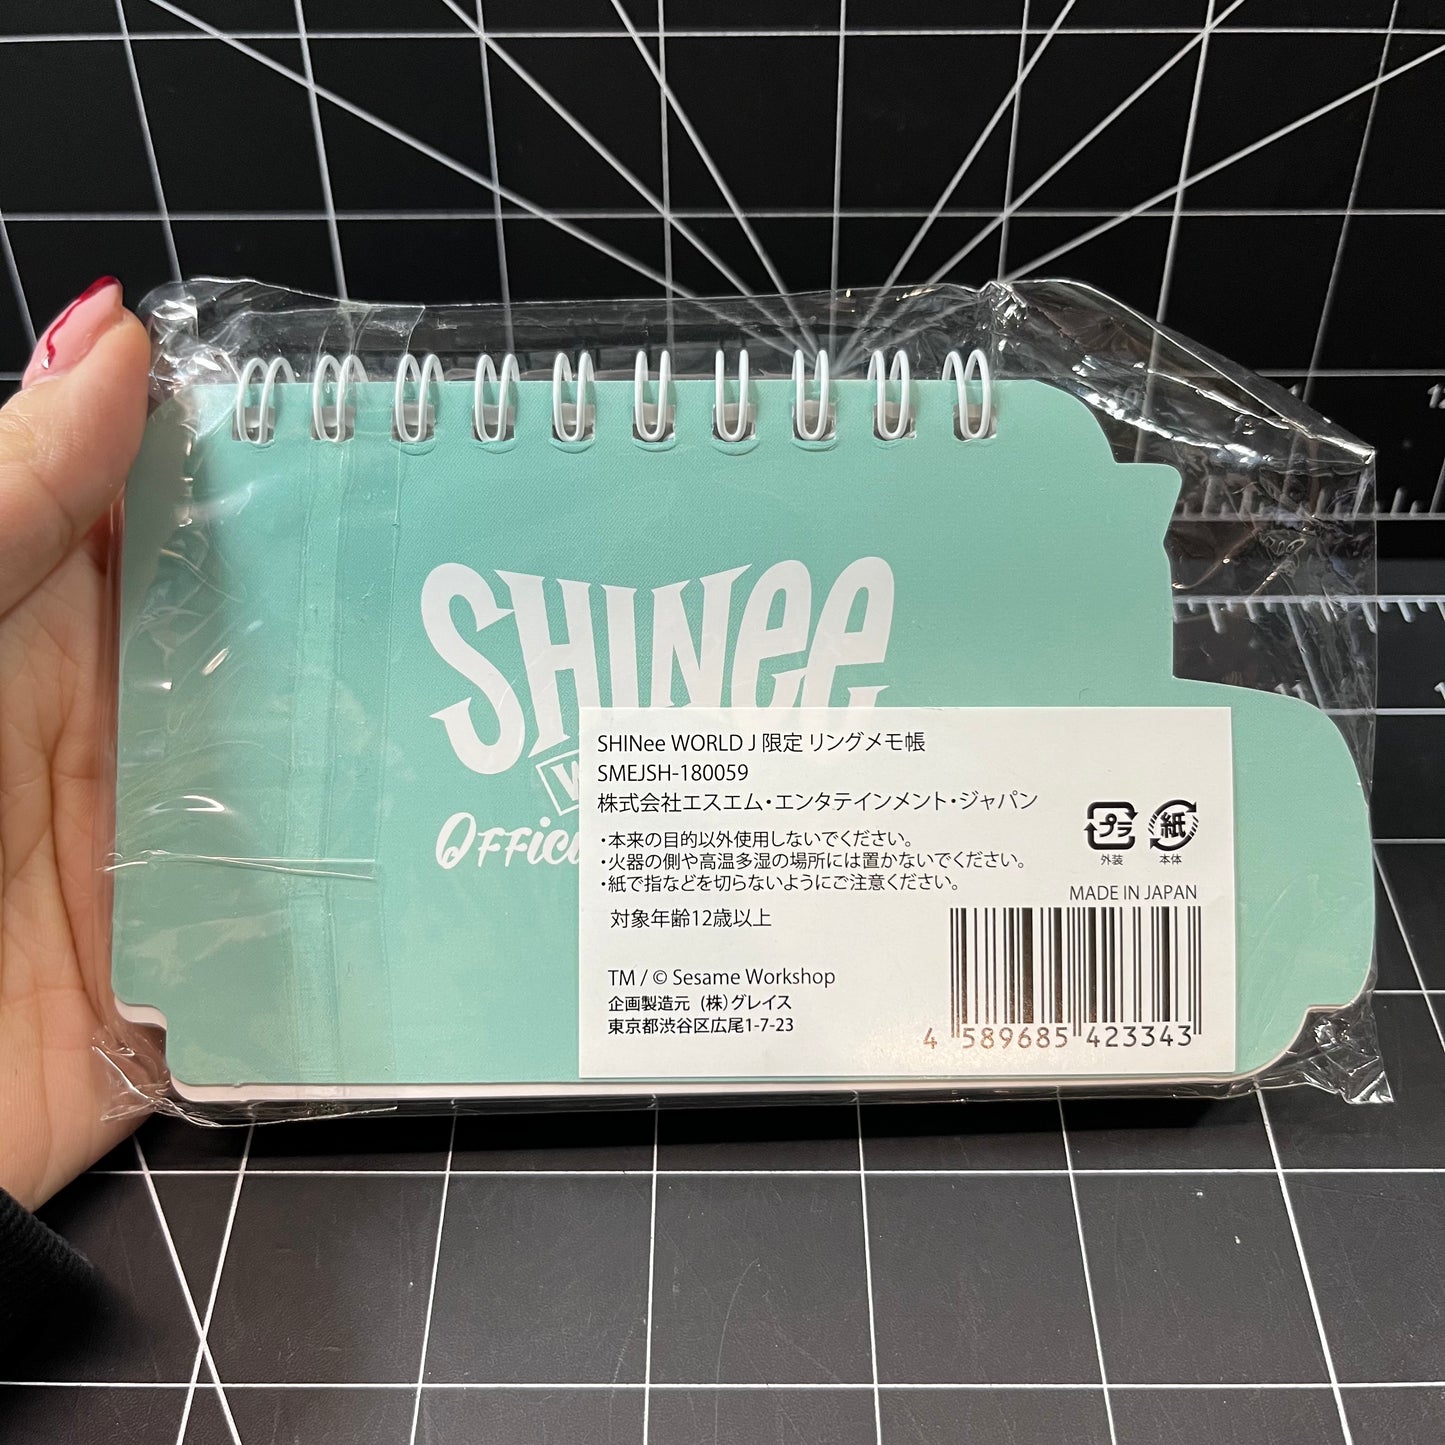 SHINee
SHINee WORLD J 限定 リングメモ帳
SMEJSH-180059
株式会社エスエム・エンタテインメント・ジャパン
・本来の目的以外使用しないでください。
・火器の側や高温多湿の場所には置かないでください。
・紙で指などを切らないようにご注意ください。
対象年齢12歳以上
プラ
外装
紙
本体
MADE IN JAPAN
TM / © Sesame Workshop
企画製造元 (株)グレイス
東京都渋谷区広尾1-7-23
4 589685 423343